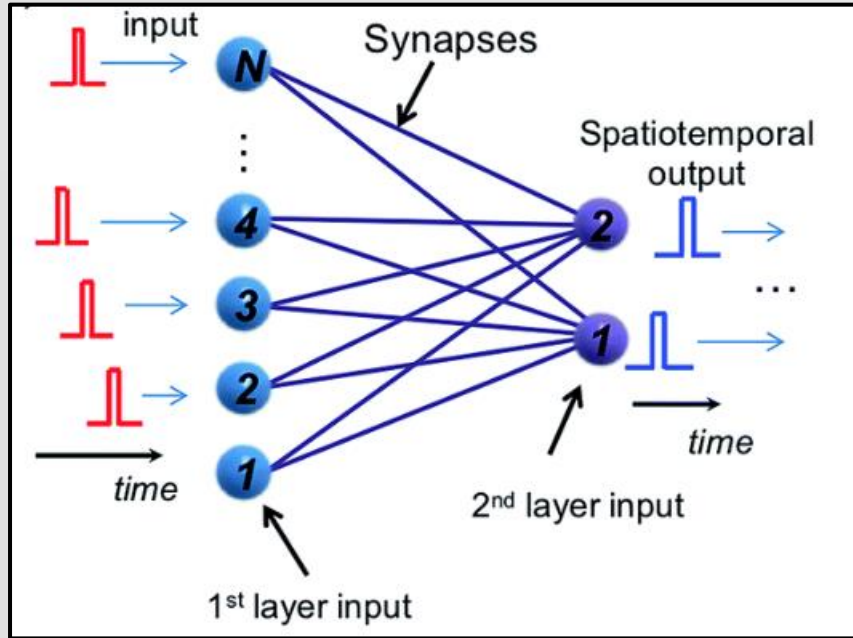 input
Synapses
N
Spatiotemporal
output
⋮
4
2
3
...
1
2
1
time
time
2nd layer input
1st layer input